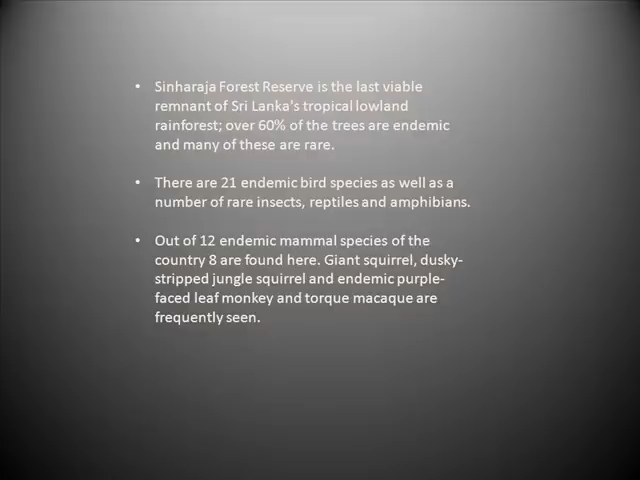 • Sinharaja Forest Reserve is the last viable
remnant of Sri Lanka's tropical lowland
rainforest; over 60% of the trees are endemic
and many of these are rare.
• There are 21 endemic bird species as well as a
number of rare insects, reptiles and amphibians.
• Out of 12 endemic mammal species of the
country 8 are found here. Giant squirrel, dusky-
stripped jungle squirrel and endemic purple-
faced leaf monkey and torque macaque are
frequently seen.